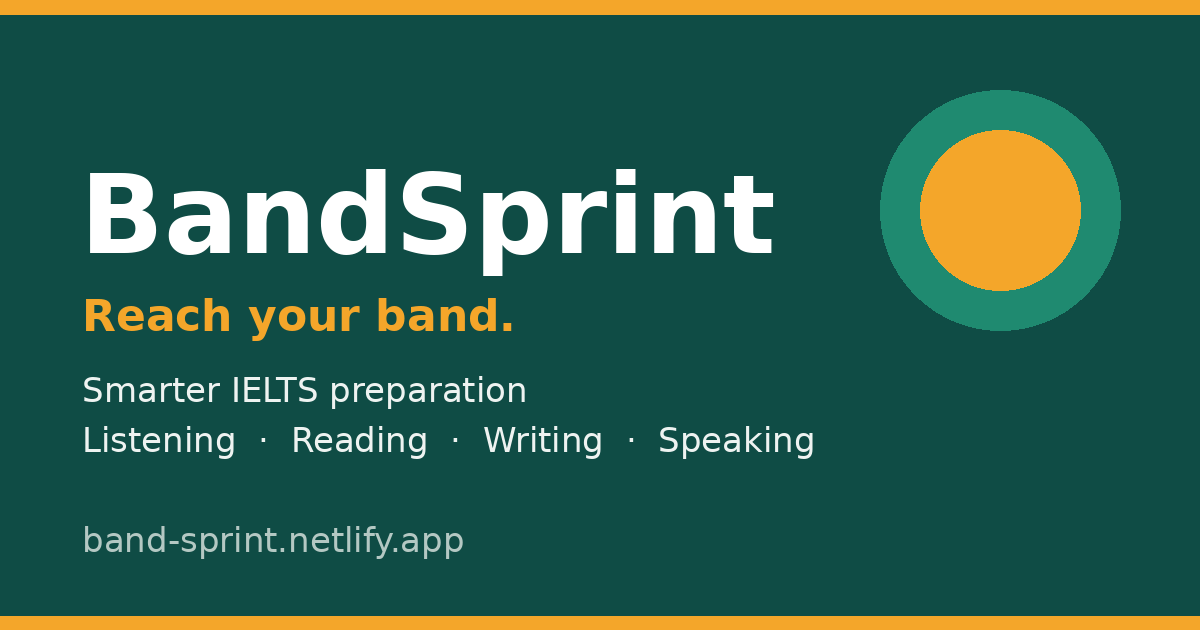 BandSprint
Reach your band.
Smarter IELTS preparation
Listening · Reading · Writing · Speaking
band-sprint.netlify.app